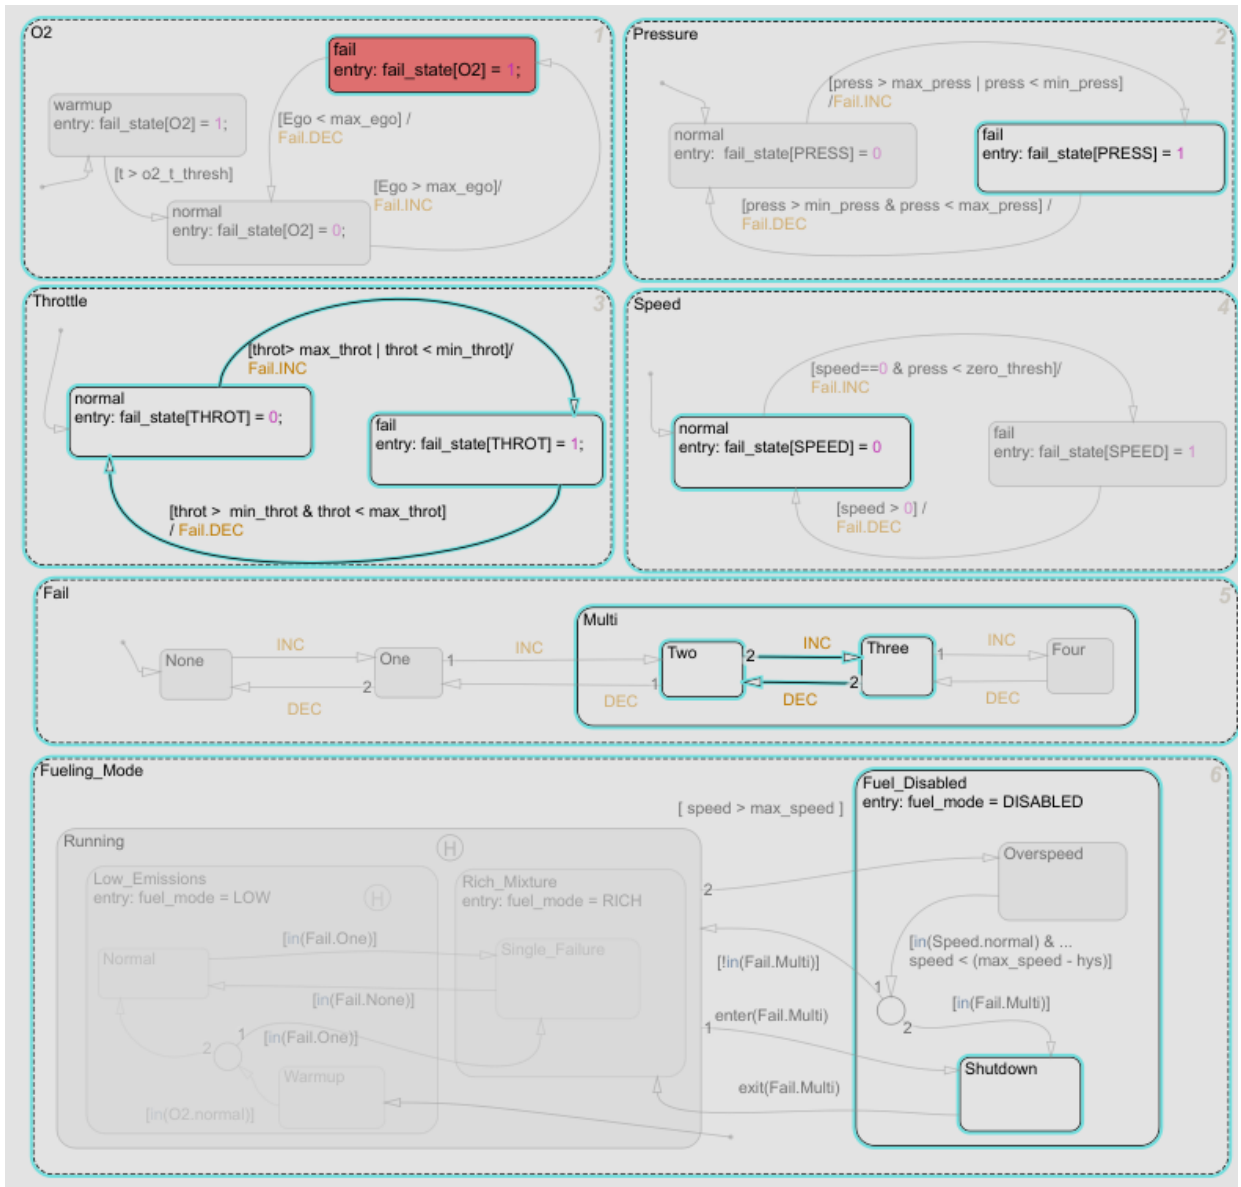 O2
1
fail
entry: fail_state[O2] = 1;
warmup
entry: fail_state[O2] = 1;
[Ego < max_ego] /
Fail.DEC
[t > o2_t_thresh]
[Ego > max_ego]/
Fail.INC
normal
entry: fail_state[O2] = 0;
Pressure
2
[press > max_press | press < min_press]
/Fail.INC
normal
entry:  fail_state[PRESS] = 0
fail
entry: fail_state[PRESS] = 1
[press > min_press & press < max_press] /
Fail.DEC
Throttle
3
[throt> max_throt | throt < min_throt]/
Fail.INC
normal
entry: fail_state[THROT] = 0;
fail
entry: fail_state[THROT] = 1;
[throt >  min_throt & throt < max_throt]
/ Fail.DEC
Speed
4
[speed==0 & press < zero_thresh]/
Fail.INC
normal
entry: fail_state[SPEED] = 0
fail
entry: fail_state[SPEED] = 1
[speed > 0] /
Fail.DEC
Fail
5
None
INC
DEC
One
1
2
INC
DEC
Multi
Two
2
1
INC
DEC
Three
1
2
INC
DEC
Four
Fueling_Mode
6
Fuel_Disabled
entry: fuel_mode = DISABLED
[ speed > max_speed ]
Running
H
Low_Emissions
entry: fuel_mode = LOW
H
Rich_Mixture
entry: fuel_mode = RICH
Overspeed
2
[in(Fail.One)]
Normal
Single_Failure
[in(Speed.normal) & ...
speed < (max_speed - hys)]
[!in(Fail.Multi)]
[in(Fail.None)]
1
2
[in(Fail.Multi)]
enter(Fail.Multi)
1
1
2
[in(Fail.One)]
Warmup
Shutdown
exit(Fail.Multi)
[in(O2.normal)]